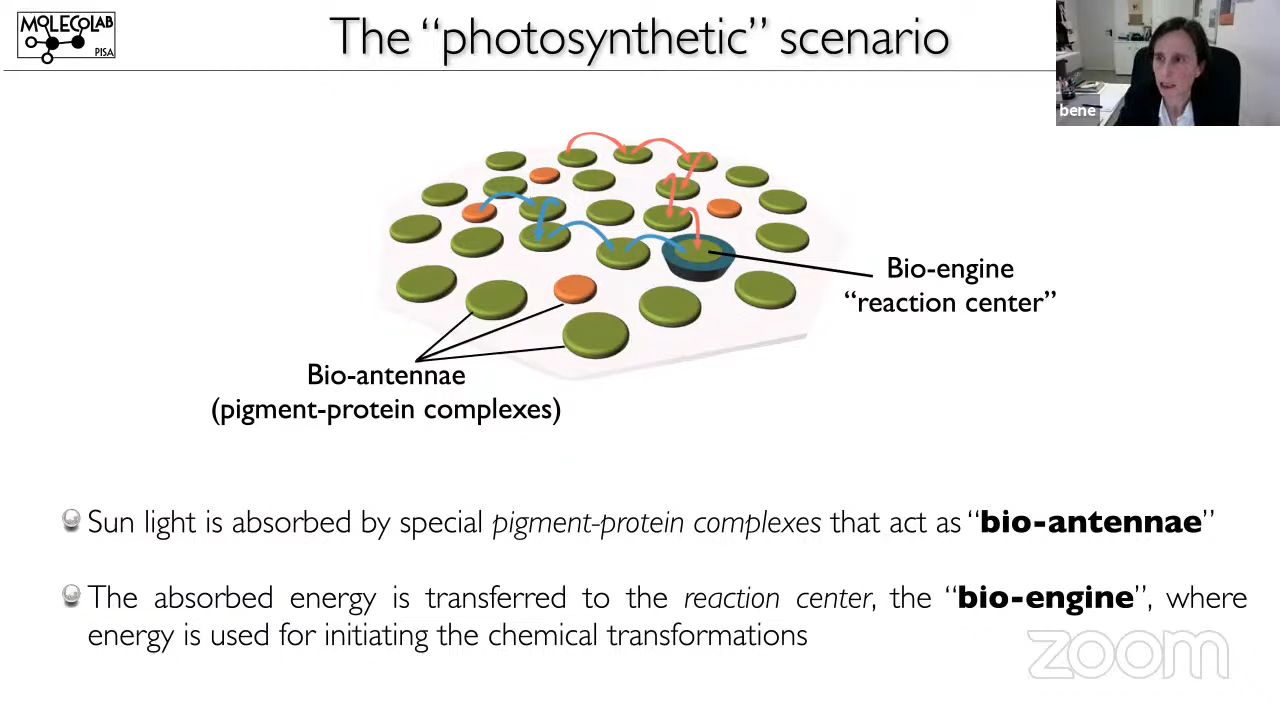 MOLECOLAB
PISA
The “photosynthetic” scenario
bene
Bio-engine
“reaction center”
Bio-antennae
(pigment-protein complexes)
Sun light is absorbed by special pigment-protein complexes that act as “bio-antennae”
The absorbed energy is transferred to the reaction center, the “bio-engine”, where
energy is used for initiating the chemical transformations
zoom